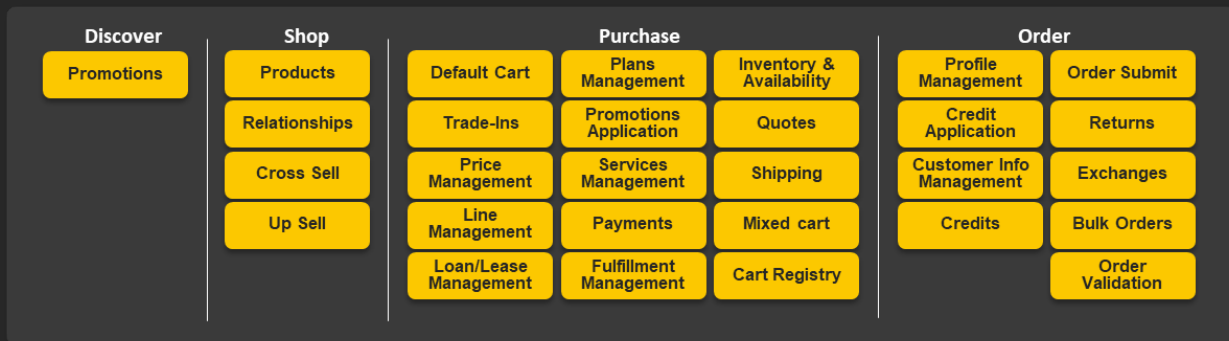 Discover
Promotions
Shop
Products
Relationships
Cross Sell
Up Sell
Purchase
Default Cart
Trade-Ins
Price
Management
Line
Management
Loan/Lease
Management
Plans
Management
Promotions
Application
Services
Management
Payments
Fulfillment
Management
Inventory &
Availability
Quotes
Shipping
Mixed cart
Cart Registry
Order
Profile
Management
Credit
Application
Customer Info
Management
Credits
Order Submit
Returns
Exchanges
Bulk Orders
Order
Validation